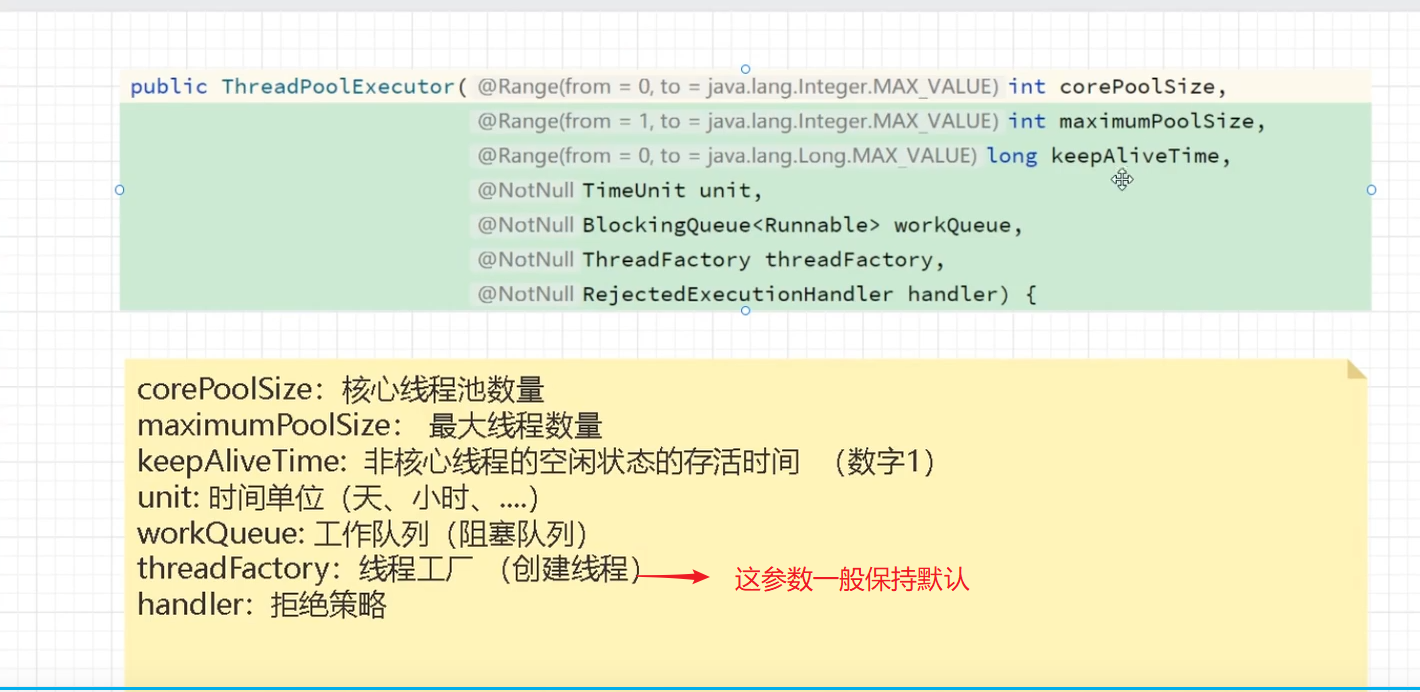 public ThreadPoolExecutor( @Range(from = 0, to = java.lang.Integer.MAX_VALUE) int corePoolSize,
@Range(from = 1, to = java.lang.Integer.MAX_VALUE) int maximumPoolSize,
@Range(from = 0, to = java.lang.Long.MAX_VALUE) long keepAliveTime,
@NotNull TimeUnit unit,
@NotNull BlockingQueue<Runnable> workQueue,
@NotNull ThreadFactory threadFactory,
@NotNull RejectedExecutionHandler handler) {
corePoolSize：核心线程池数量
maximumPoolSize： 最大线程数量
keepAliveTime: 非核心线程的空闲状态的存活时间 （数字1）
unit: 时间单位（天、小时、....）
workQueue: 工作队列（阻塞队列）
threadFactory：线程工厂 （创建线程） 这参数一般保持默认
handler：拒绝策略